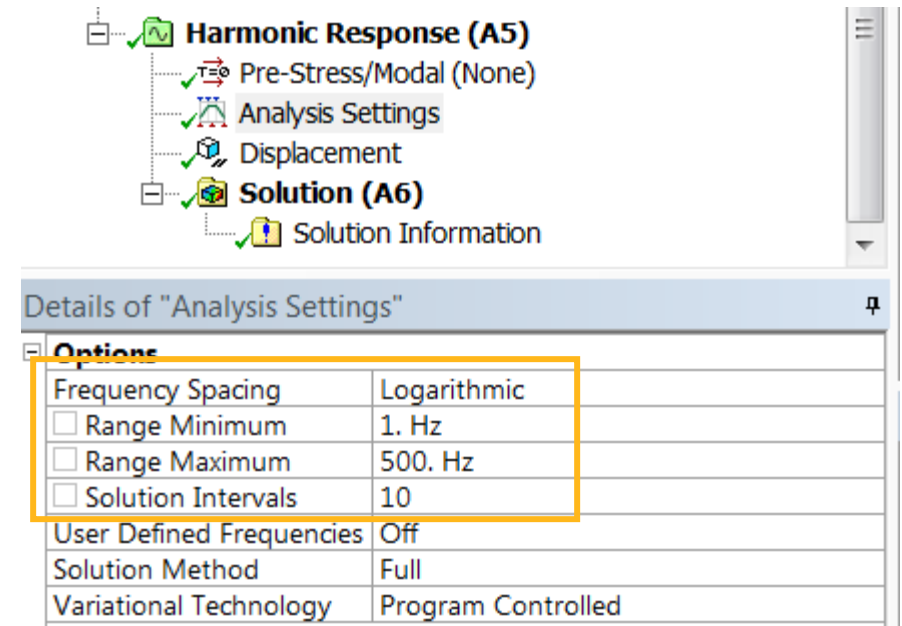 Harmonic Response (A5)
Pre-Stress/Modal (None)
Analysis Settings
Displacement
Solution (A6)
Solution Information
Details of "Analysis Settings"
Options
Frequency Spacing Logarithmic
Range Minimum 1. Hz
Range Maximum 500. Hz
Solution Intervals 10
User Defined Frequencies Off
Solution Method Full
Variational Technology Program Controlled